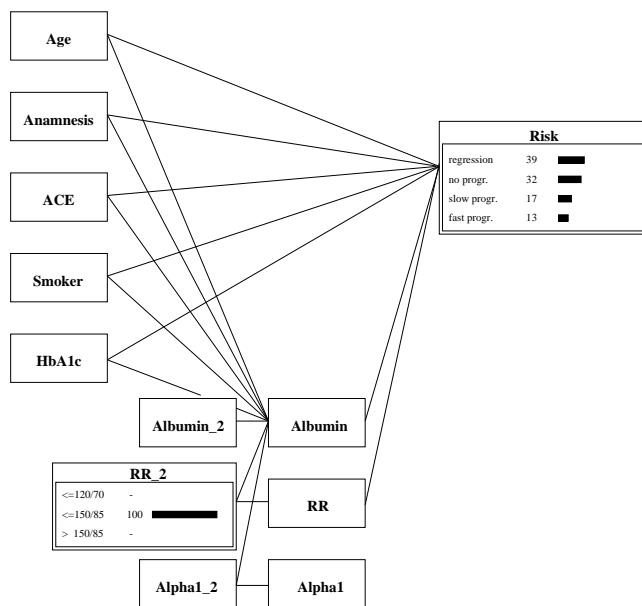 Age
Anamnesis
ACE
Smoker
HbA1c
Risk
regression 39
no progr. 32
slow progr. 17
fast progr. 13
Albumin_2
Albumin
RR_2
<=120/70 -
<=150/85 100
> 150/85 -
RR
Alpha1_2
Alpha1